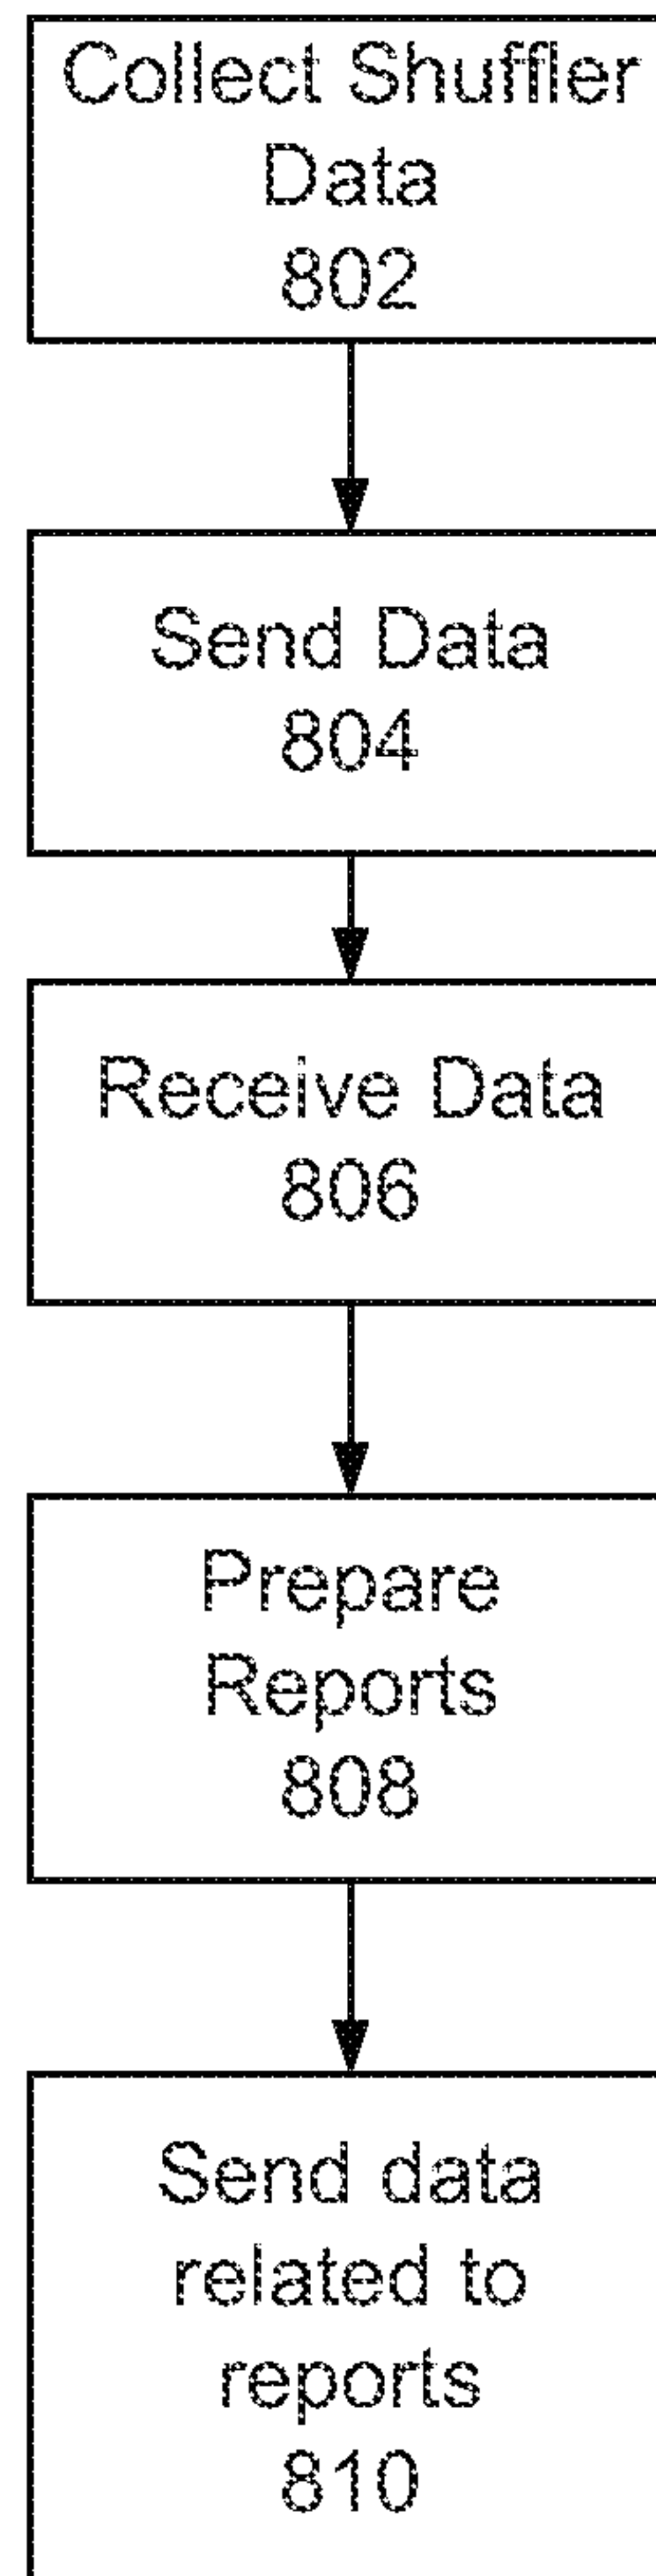 Collect Shuffler
Data
802
Send Data
804
Receive Data
806
Prepare
Reports
808
Send data
related to
reports
810